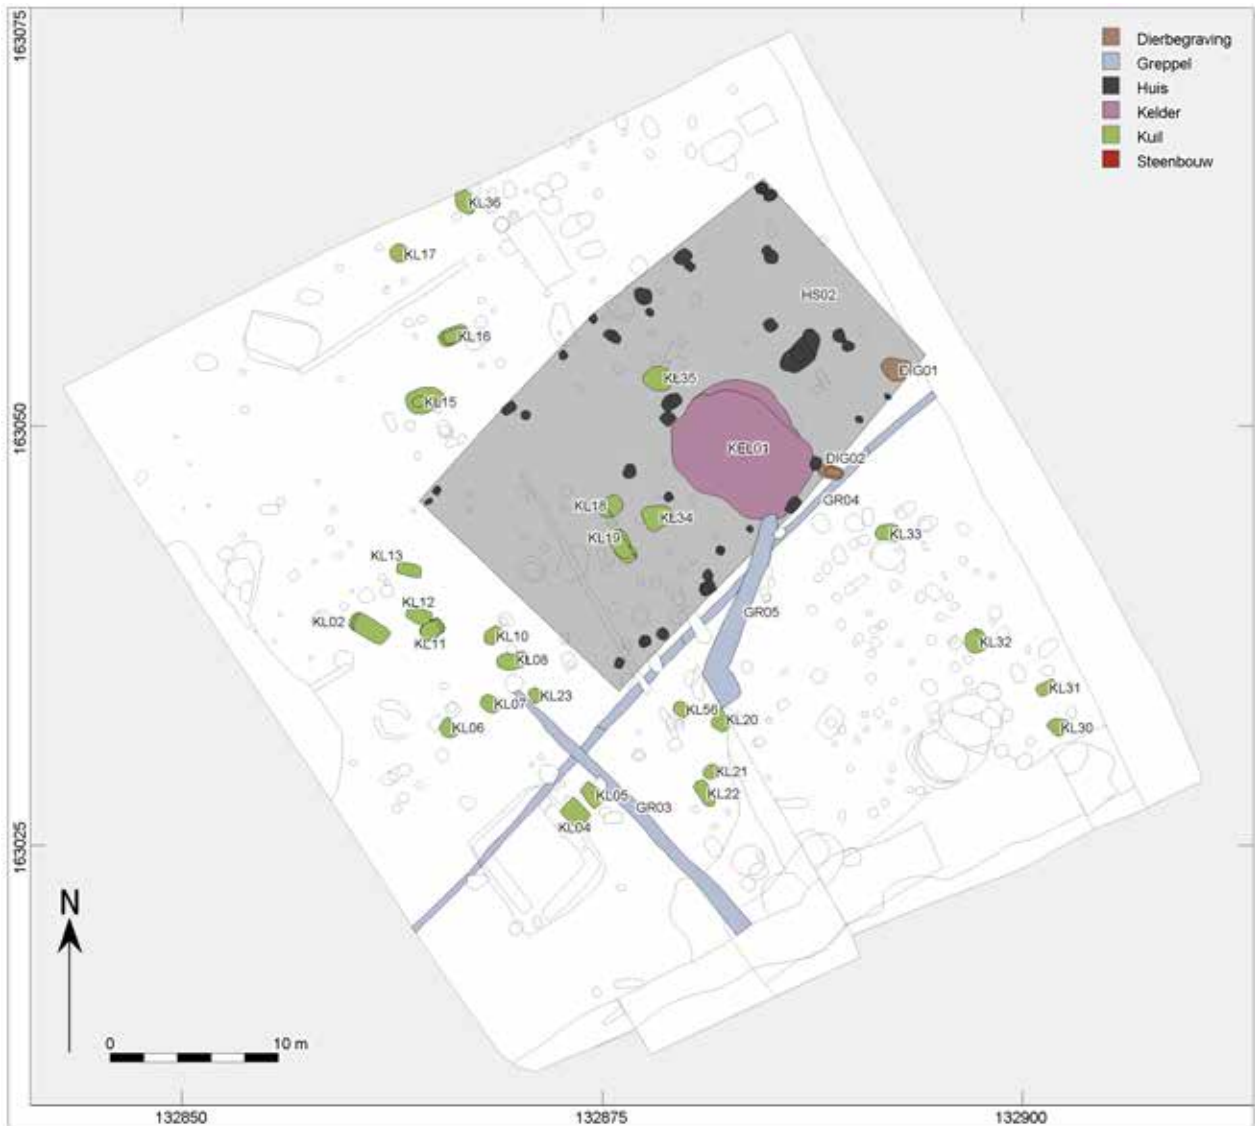 163075
Dierbegraving
Greppel
Huis
Kelder
Kuil
Steenbouw
KL36
KL17
HS02
KL16
KL35
DIG01
KL15
163050
KEL01
DIG02
KL18
GR04
KL34
KL33
KL19
KL13
KL12
KL02
KL11
KL10
GR05
KL32
KL08
KL23
KL31
KL07
KL56
KL20
KL06
KL30
KL21
KL05
KL22
GR03
KL04
163025
N
0
10 m
132850
132875
132900